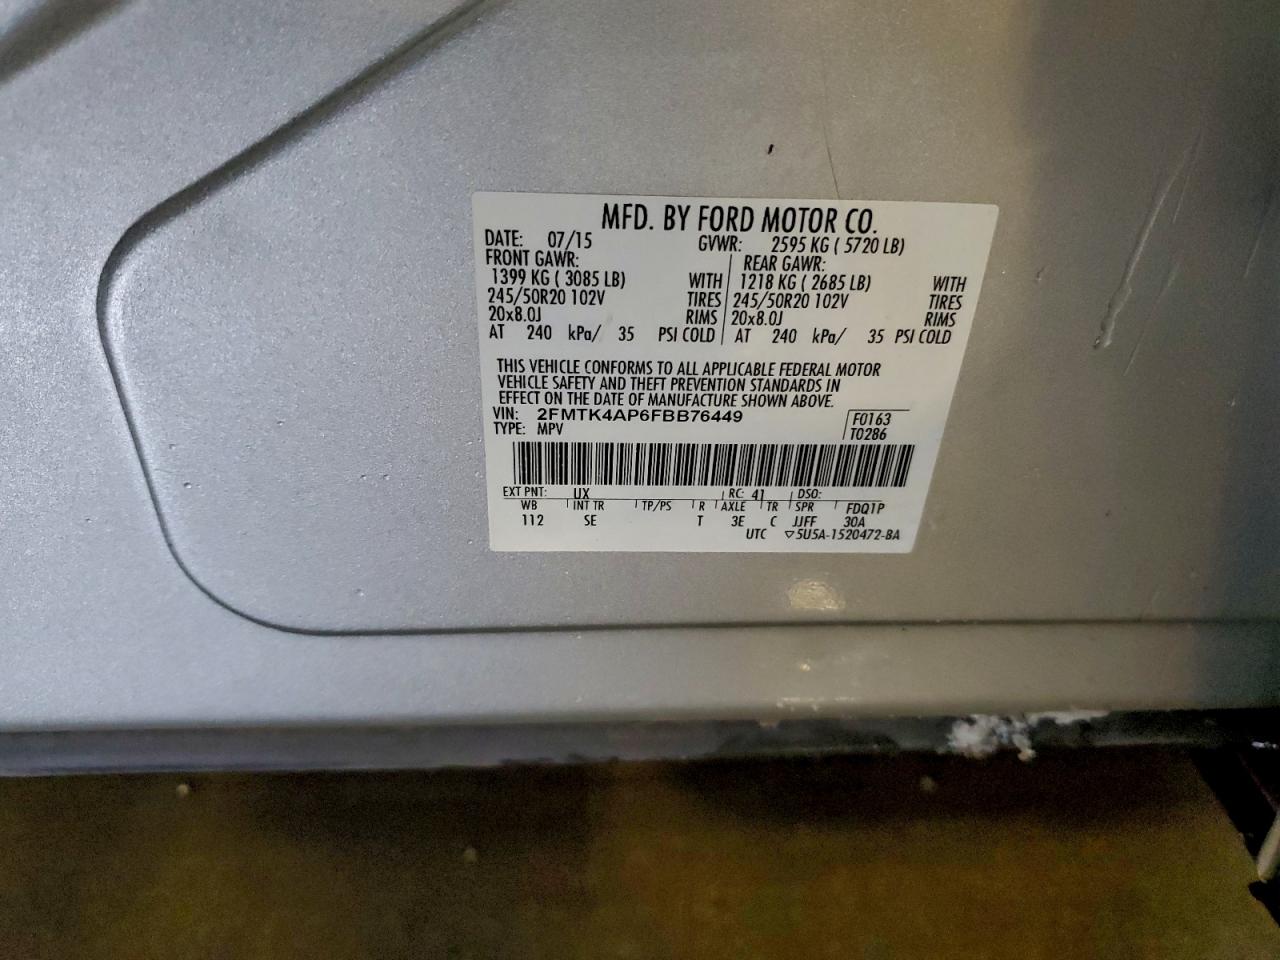 MFD. BY FORD MOTOR CO.
DATE: 07/15 GVWR: 2595 KG ( 5720 LB)
FRONT GAWR: REAR GAWR:
1399 KG ( 3085 LB) WITH 1218 KG ( 2685 LB) WITH
245/50R20 102V TIRES 245/50R20 102V TIRES
20x8.0J RIMS 20x8.0J RIMS
AT 240 kPa/ 35 PSI COLD AT 240 kPa/ 35 PSI COLD
THIS VEHICLE CONFORMS TO ALL APPLICABLE FEDERAL MOTOR
VEHICLE SAFETY AND THEFT PREVENTION STANDARDS IN
EFFECT ON THE DATE OF MANUFACTURE SHOWN ABOVE.
VIN: 2FMTK4AP6FBB76449 F0163
TYPE: MPV T0286
EXT PNT: UX RC: 41 DSO:
WB INT TR TP/PS R AXLE TR SPR FDQ1P
112 SE T 3E C JJFF 30A
UTC ▽5U5A-1520472-BA